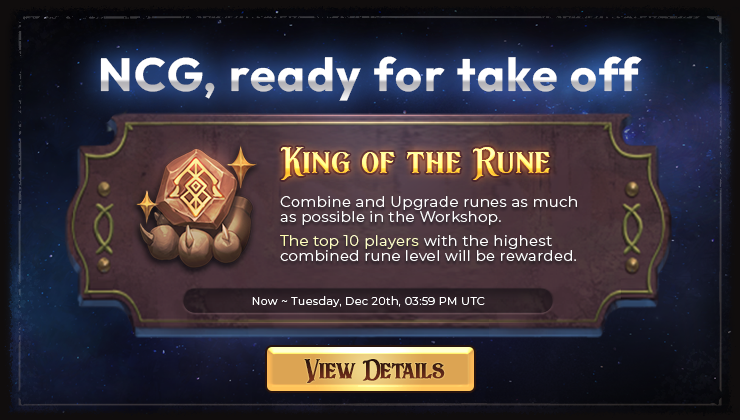 NCG, ready for take off
King of the Rune
Combine and Upgrade runes as much
as possible in the Workshop.
The top 10 players with the highest
combined rune level will be rewarded.
Now ~ Tuesday, Dec 20th, 03:59 PM UTC
View Details